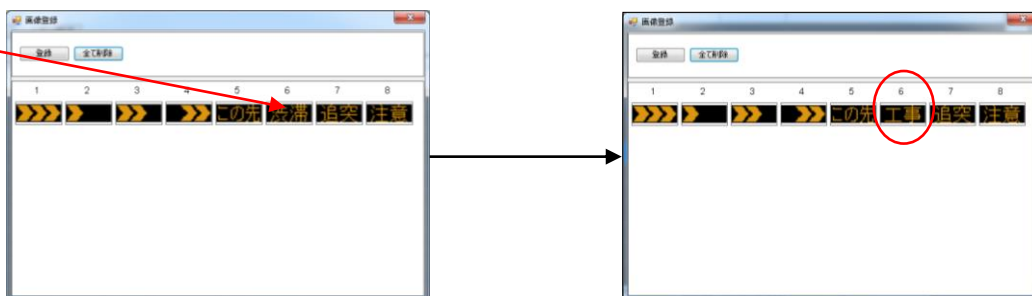 画像登録
登録 全て削除
1 2 3 4 5 6 7 8
この先 渋滞 追突 注意
画像登録
登録 全て削除
1 2 3 4 5 6 7 8
この先 工事 追突 注意